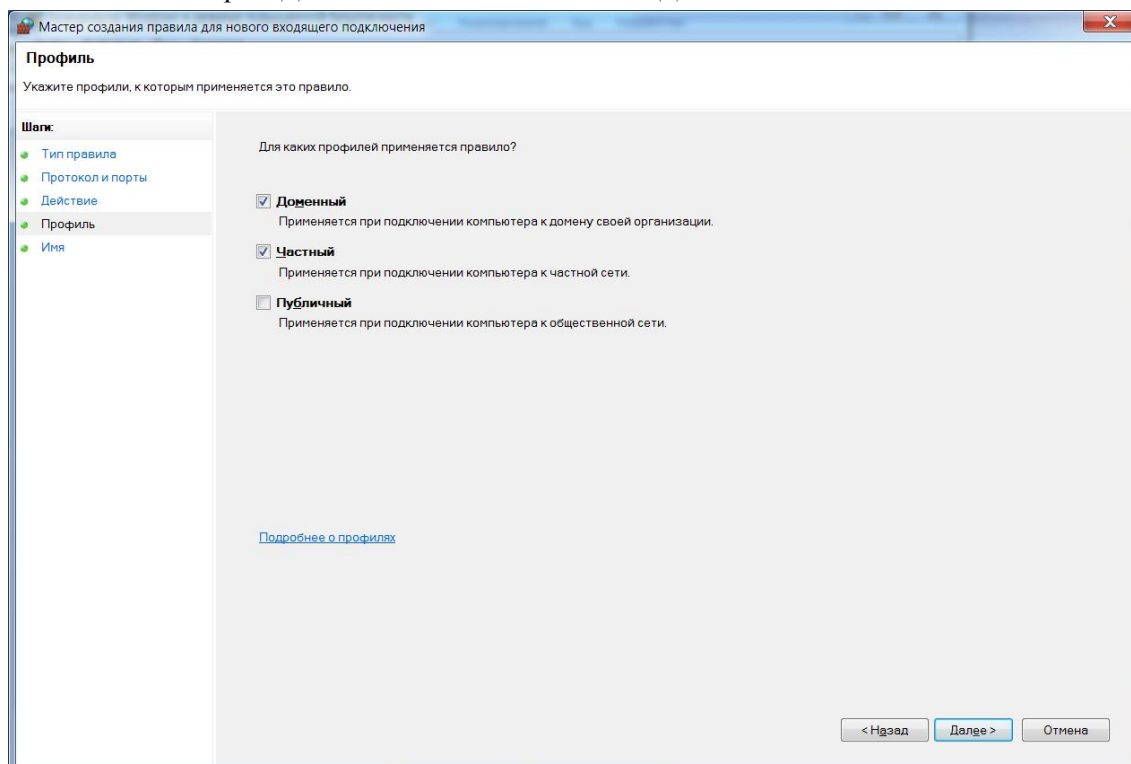 Мастер создания правила для нового входящего подключения
Профиль
Укажите профили, к которым применяется это правило.
Шаги:
Тип правила
Протокол и порты
Действие
Профиль
Имя
Для каких профилей применяется правило?
Доменный
Применяется при подключении компьютера к домену своей организации.
Частный
Применяется при подключении компьютера к частной сети.
Публичный
Применяется при подключении компьютера к общественной сети.
Подробнее о профилях
< Назад Далее > Отмена